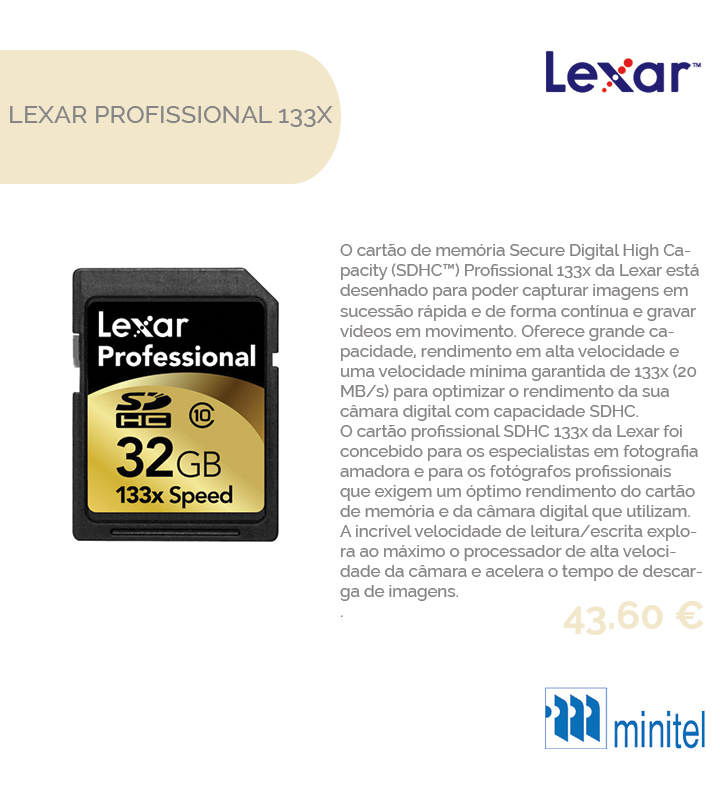 Lexar™
LEXAR PROFISSIONAL 133X
O cartão de memória Secure Digital High Ca-
pacity (SDHC™) Profissional 133x da Lexar está
desenhado para poder capturar imagens em
sucessão rápida e de forma contínua e gravar
vídeos em movimento. Oferece grande ca-
pacidade, rendimento em alta velocidade e
uma velocidade mínima garantida de 133x (20
MB/s) para optimizar o rendimento da sua
câmara digital com capacidade SDHC.
O cartão profissional SDHC 133x da Lexar foi
concebido para os especialistas em fotografia
amadora e para os fotógrafos profissionais
que exigem um óptimo rendimento do cartão
de memória e da câmara digital que utilizam.
A incrível velocidade de leitura/escrita explo-
ra ao máximo o processador de alta veloci-
dade da câmara e acelera o tempo de descar-
ga de imagens.
.
Lexar
Professional
SDHC 10
32GB
133x Speed
43.60 €
minitel